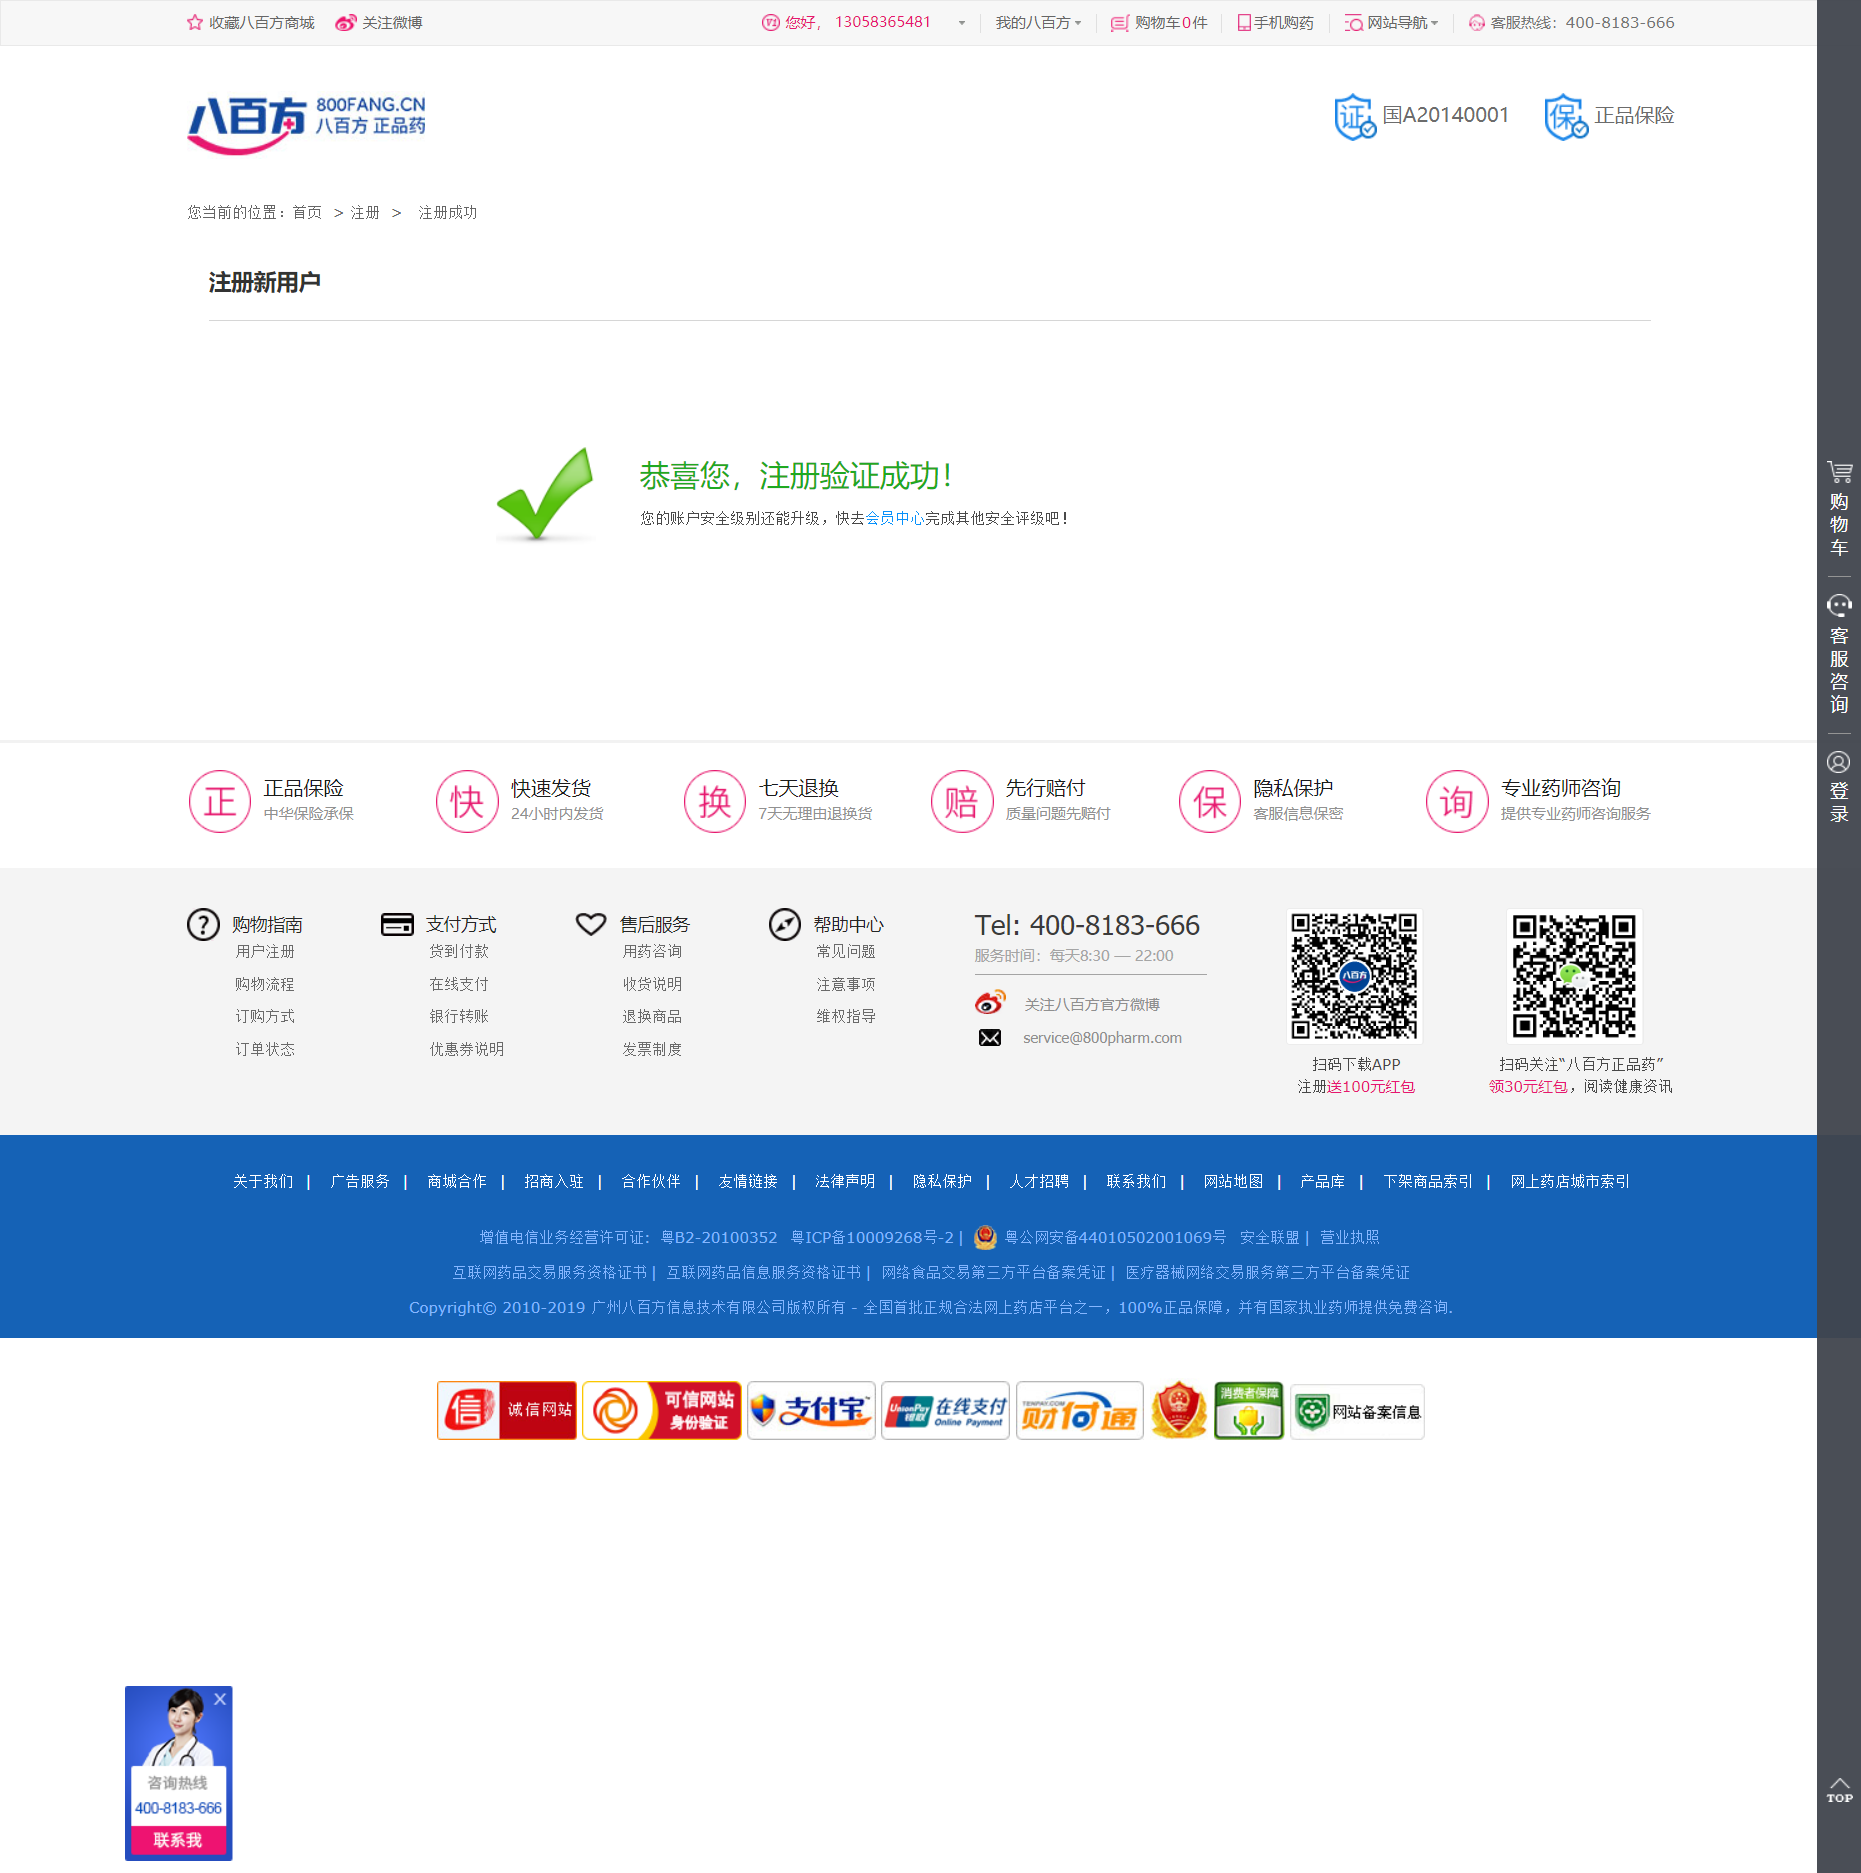 收藏八百方商城 关注微博 您好， 13058365481 我的八百方 购物车0件 手机购药 网站导航 客服热线：400-8183-666
八百方 800FANG.CN
八百方 正品药
证 国A20140001 保 正品保险
您当前的位置：首页 > 注册 > 注册成功
注册新用户
恭喜您，注册验证成功！
您的账户安全级别还能升级，快去会员中心完成其他安全评级吧！
购物车
客服咨询
登录
正 正品保险
中华保险承保
快 快速发货
24小时内发货
换 七天退换
7天无理由退换货
赔 先行赔付
质量问题先赔付
保 隐私保护
客服信息保密
询 专业药师咨询
提供专业药师咨询服务
购物指南
用户注册
购物流程
订购方式
订单状态
支付方式
货到付款
在线支付
银行转账
优惠券说明
售后服务
用药咨询
收货说明
退换商品
发票制度
帮助中心
常见问题
注意事项
维权指导
Tel: 400-8183-666
服务时间：每天8:30 — 22:00
关注八百方官方微博
service@800pharm.com
八百方
扫码下载APP
注册送100元红包
扫码关注“八百方正品药”
领30元红包，阅读健康资讯
关于我们 | 广告服务 | 商城合作 | 招商入驻 | 合作伙伴 | 友情链接 | 法律声明 | 隐私保护 | 人才招聘 | 联系我们 | 网站地图 | 产品库 | 下架商品索引 | 网上药店城市索引
增值电信业务经营许可证：粤B2-20100352 粤ICP备10009268号-2 | 粤公网安备44010502001069号 安全联盟 | 营业执照
互联网药品交易服务资格证书 | 互联网药品信息服务资格证书 | 网络食品交易第三方平台备案凭证 | 医疗器械网络交易服务第三方平台备案凭证
Copyright© 2010-2019 广州八百方信息技术有限公司版权所有 - 全国首批正规合法网上药店平台之一，100%正品保障，并有国家执业药师提供免费咨询.
信 诚信网站
可信网站
身份验证
支付宝
UnionPay 银联 在线支付
Online Payment
TENPAY.COM
财付通
消费者保障
网站备案信息
X
咨询热线
400-8183-666
联系我
TOP